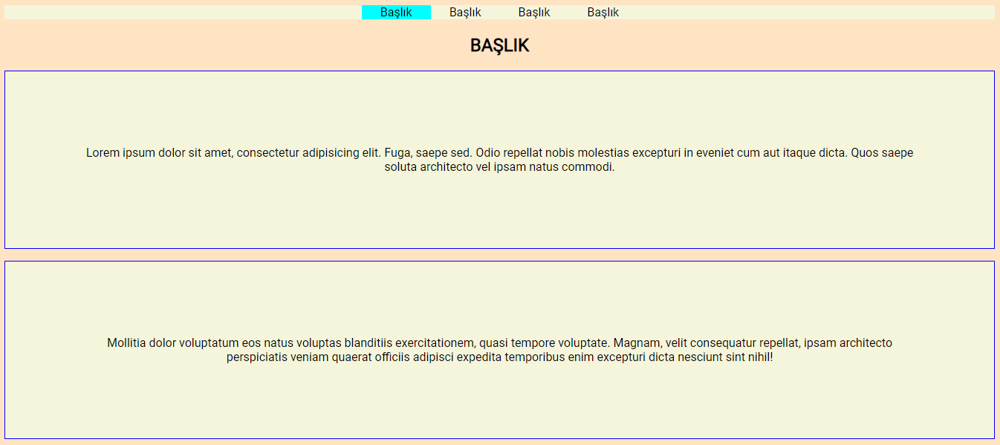 Başlık Başlık Başlık Başlık
BAŞLIK
Lorem ipsum dolor sit amet, consectetur adipisicing elit. Fuga, saepe sed. Odio repellat nobis molestias excepturi in eveniet cum aut itaque dicta. Quos saepe
soluta architecto vel ipsam natus commodi.
Mollitia dolor voluptatum eos natus voluptas blanditiis exercitationem, quasi tempore voluptate. Magnam, velit consequatur repellat, ipsam architecto
perspiciatis veniam quaerat officiis adipisci expedita temporibus enim excepturi dicta nesciunt sint nihil!